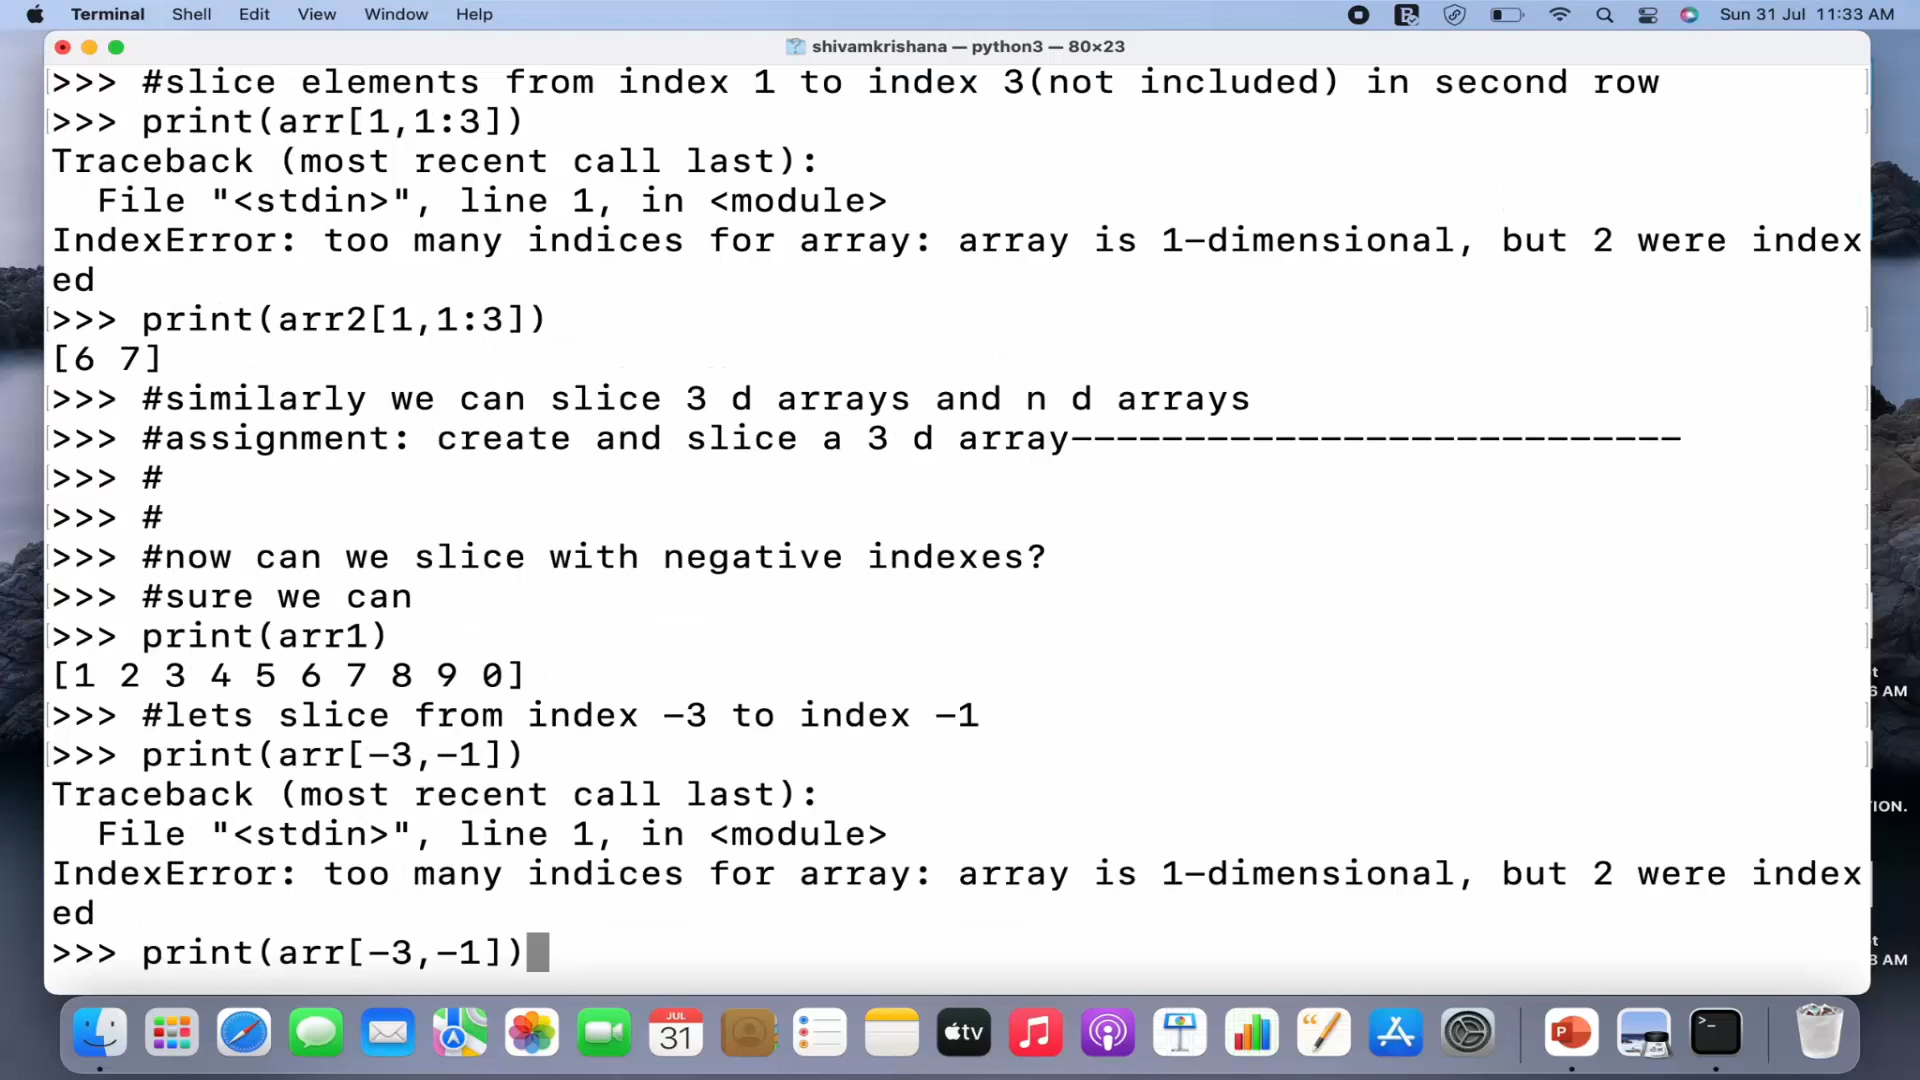 Terminal Shell Edit View Window Help Sun 31 Jul 11:33 AM
shivamkrishana — python3 — 80×23
>>> #slice elements from index 1 to index 3(not included) in second row
>>> print(arr[1,1:3])
Traceback (most recent call last):
  File "<stdin>", line 1, in <module>
IndexError: too many indices for array: array is 1-dimensional, but 2 were index
ed
>>> print(arr2[1,1:3])
[6 7]
>>> #similarly we can slice 3 d arrays and n d arrays
>>> #assignment: create and slice a 3 d array---------------------------
>>> #
>>> #
>>> #now can we slice with negative indexes?
>>> #sure we can
>>> print(arr1)
[1 2 3 4 5 6 7 8 9 0]
>>> #lets slice from index -3 to index -1
>>> print(arr[-3,-1])
Traceback (most recent call last):
  File "<stdin>", line 1, in <module>
IndexError: too many indices for array: array is 1-dimensional, but 2 were index
ed
>>> print(arr[-3,-1])
JUL
31
tv
P
>_